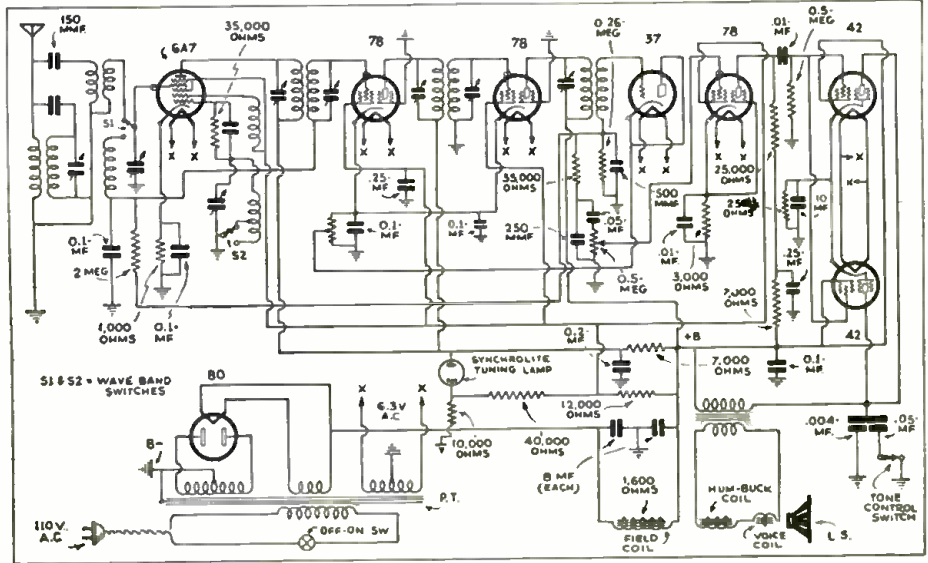 150
MMF.
6A7
35,000
OHMS
78
78
0.26-
MEG
37
78
.01-
MF
0.5-
MEG
42
S1
X
X
X
X
X
X
X
X
X
X
X
X
.25-
MF
35,000
OHMS
500
MMF
25,000
OHMS
10
MF
0.1-
MF
2 MEG
S2
0.1-
MF
0.1-
MF
250
MMF
.05-
MF
.01-
MF
3,000
OHMS
.25-
MF
1,000
OHMS
0.1-
MF
0.5-
MEG
7,000
OHMS
42
0.2-
MF
+B
7,000
OHMS
0.1-
MF
S1 & S2 = WAVE BAND
SWITCHES
80
SYNCHROLITE
TUNING LAMP
X
X
6.3V.
A.C.
12,000
OHMS
B-
10,000
OHMS
40,000
OHMS
8 MF
(EACH)
.004-
MF.
.05-
MF.
1,600
OHMS
HUM-BUCK
COIL
TONE
CONTROL
SWITCH
P.T.
110V.
A.C.
OFF-ON SW.
FIELD
COIL
VOICE
COIL
L.S.